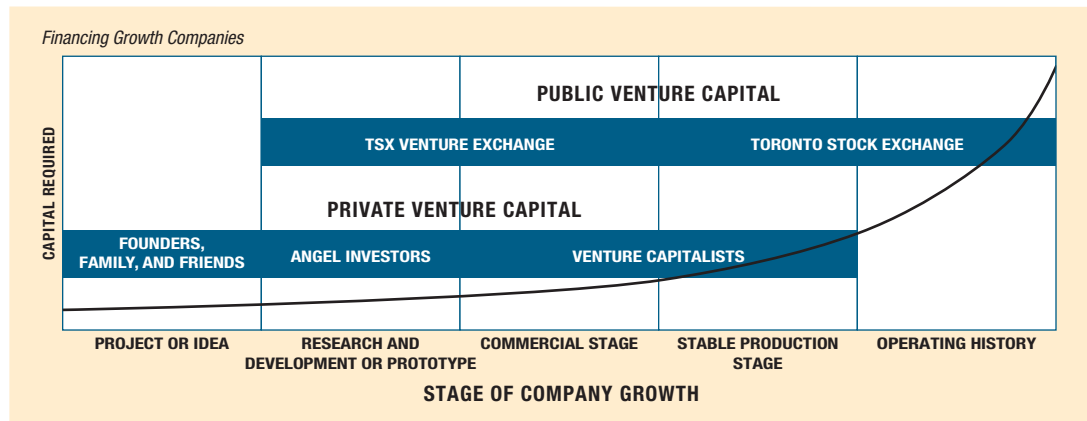 Financing Growth Companies
CAPITAL REQUIRED
PUBLIC VENTURE CAPITAL
TSX VENTURE EXCHANGE
TORONTO STOCK EXCHANGE
PRIVATE VENTURE CAPITAL
FOUNDERS,
FAMILY, AND FRIENDS
ANGEL INVESTORS
VENTURE CAPITALISTS
PROJECT OR IDEA
RESEARCH AND
DEVELOPMENT OR PROTOTYPE
COMMERCIAL STAGE
STABLE PRODUCTION
STAGE
OPERATING HISTORY
STAGE OF COMPANY GROWTH